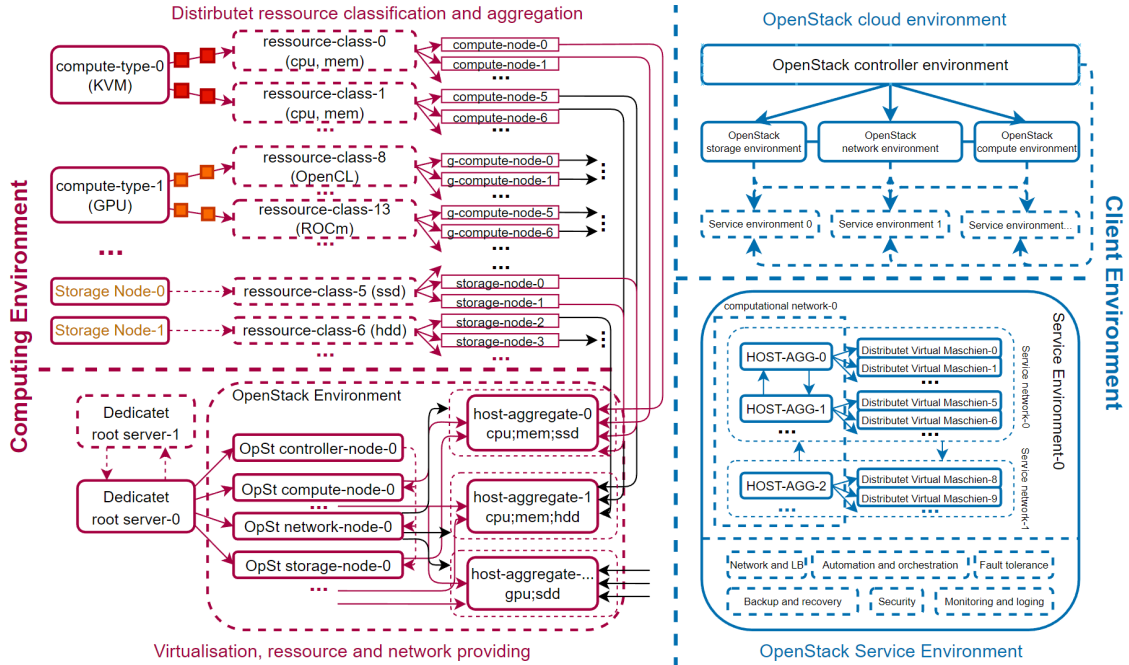 Distirbutet ressource classification and aggregation
Computing Environment
compute-type-0
(KVM)
ressource-class-0
(cpu, mem)
ressource-class-1
(cpu, mem)
...
compute-node-0
compute-node-1
...
compute-node-5
compute-node-6
...
compute-type-1
(GPU)
...
ressource-class-8
(OpenCL)
ressource-class-13
(ROCm)
...
g-compute-node-0
g-compute-node-1
...
g-compute-node-5
g-compute-node-6
...
...
...
Storage Node-0
Storage Node-1
ressource-class-5 (ssd)
ressource-class-6 (hdd)
...
...
storage-node-0
storage-node-1
storage-node-2
storage-node-3
...
...
Dedicatet
root server-1
Dedicatet
root server-0
OpenStack Environment
OpSt controller-node-0
OpSt compute-node-0
...
OpSt network-node-0
OpSt storage-node-0
...
host-aggregate-0
cpu;mem;ssd
host-aggregate-1
cpu;mem;hdd
host-aggregate-...
gpu;sdd
Virtualisation, ressource and network providing
OpenStack cloud environment
Client Environment
OpenStack controller environment
OpenStack
storage environment
OpenStack
network environment
OpenStack
compute environment
Service environment 0
Service environment 1
Service environment...
computational network-0
Service Environment-0
HOST-AGG-0
HOST-AGG-1
...
HOST-AGG-2
...
Distributet Virtual Maschien-0
Distributet Virtual Maschien-1
...
Distributet Virtual Maschien-5
Distributet Virtual Maschien-6
...
Distributet Virtual Maschien-8
Distributet Virtual Maschien-9
...
Service network-0
Service network-1
Network and LB
Automation and orchestration
Fault tolerance
Backup and recovery
Security
Monitoring and loging
OpenStack Service Environment